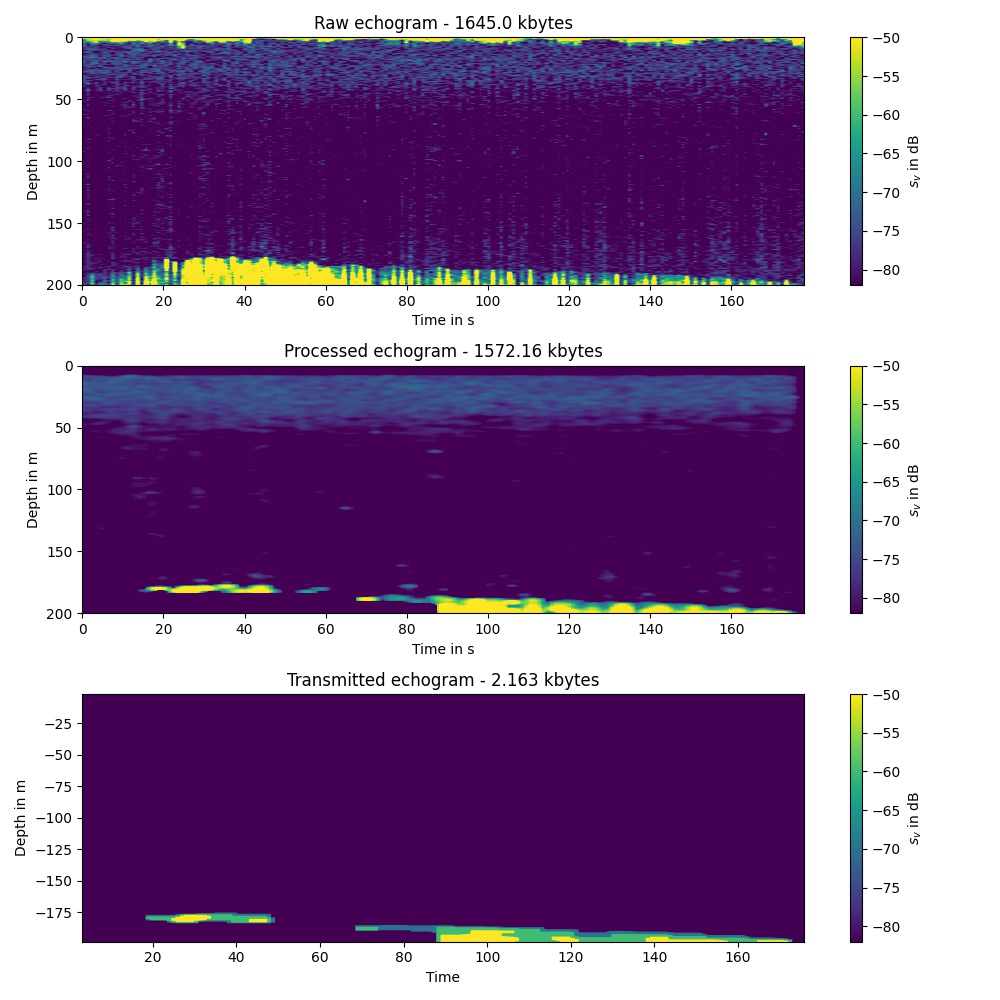 Raw echogram - 1645.0 kbytes
0
50
100
150
200
Depth in m
0 20 40 60 80 100 120 140 160
Time in s
−50
−55
−60
−65
−70
−75
−80
sv in dB
Processed echogram - 1572.16 kbytes
0
50
100
150
200
Depth in m
0 20 40 60 80 100 120 140 160
Time in s
−50
−55
−60
−65
−70
−75
−80
sv in dB
Transmitted echogram - 2.163 kbytes
−25
−50
−75
−100
−125
−150
−175
Depth in m
20 40 60 80 100 120 140 160
Time
−50
−55
−60
−65
−70
−75
−80
sv in dB